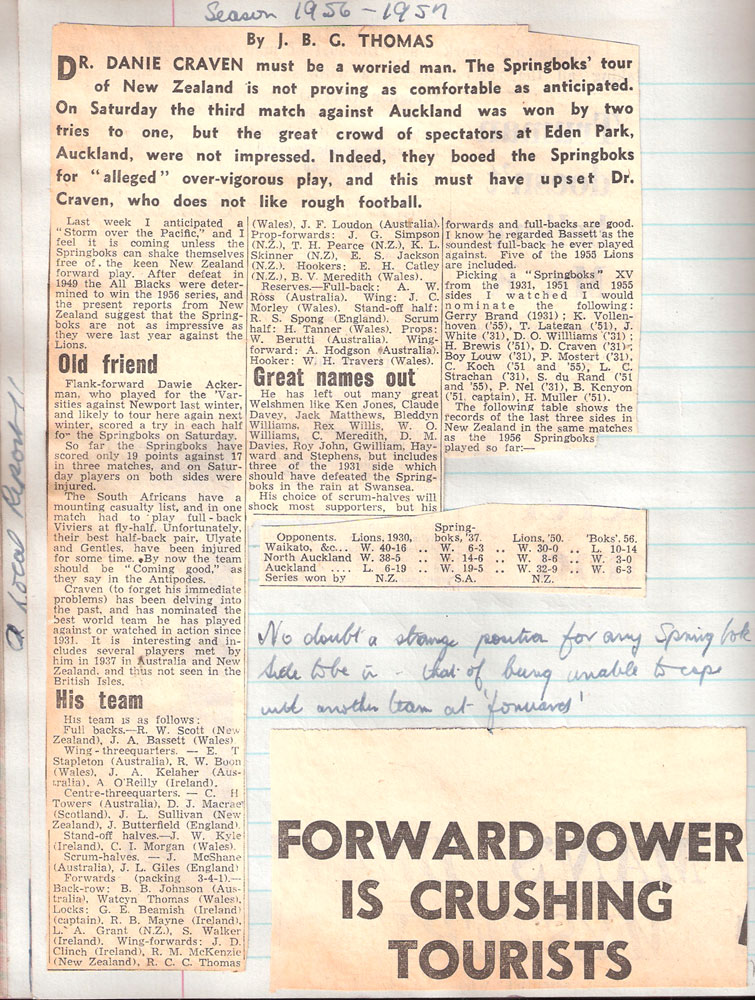 Season 1956 - 1957
By J. B. G. THOMAS
DR. DANIE CRAVEN must be a worried man. The Springboks' tour
of New Zealand is not proving as comfortable as anticipated.
On Saturday the third match against Auckland was won by two
tries to one, but the great crowd of spectators at Eden Park,
Auckland, were not impressed. Indeed, they booed the Springboks
for "alleged" over-vigorous play, and this must have upset Dr.
Craven, who does not like rough football.
Last week I anticipated a
"Storm over the Pacific," and I
feel it is coming unless the
Springboks can shake themselves
free of the keen New Zealand
forward play. After defeat in
1949 the All Blacks were deter-
mined to win the 1956 series, and
the present reports from New
Zealand suggest that the Spring-
boks are not as impressive as
they were last year against the
Lions.
Old friend
Flank-forward Dawie Acker-
man, who played for the 'Var-
sities against Newport last winter,
and likely to tour here again next
winter, scored a try in each half
for the Springboks on Saturday.
So far the Springboks have
scored only 19 points against 17
in three matches, and on Satur-
day players on both sides were
injured.
The South Africans have a
mounting casualty list, and in one
match had to play full-back
Viviers at fly-half. Unfortunately,
their best half-back pair, Ulyate
and Gentles, have been injured
for some time. By now the team
should be "Coming good," as
they say in the Antipodes.
Craven (to forget his immediate
problems) has been delving into
the past, and has nominated the
best world team he has played
against or watched in action since
1931. It is interesting and in-
cludes several players met by
him in 1937 in Australia and New
Zealand, and thus not seen in the
British Isles.
His team
His team is as follows:
Full backs.—R. W. Scott (New
Zealand), J. A. Bassett (Wales)
Wing-threequarters. — E. T
Stapleton (Australia), R. W. Boon
(Wales), J. A. Kelaher (Aus-
tralia), A. O'Reilly (Ireland).
Centre-threequarters. — C. H
Towers (Australia), D. J. Macrae
(Scotland), J. L. Sullivan (New
Zealand), J. Butterfield (England).
Stand-off halves.—J. W. Kyle
(Ireland), C. I. Morgan (Wales).
Scrum-halves. — J. McShane
(Australia), J. L. Giles (England)
Forwards (packing 3-4-1).—
Back-row: B. B. Johnson (Aus-
tralia), Watcyn Thomas (Wales).
Locks: G. E. Beamish (Ireland)
(captain), R. B. Mayne (Ireland),
L. A. Grant (N.Z.), S. Walker
(Ireland). Wing-forwards: J. D.
Clinch (Ireland), R. M. McKenzie
(New Zealand), R. C. C. Thomas
(Wales), J. F. Loudon (Australia).
Prop-forwards: J. G. Simpson
(N.Z.), T. H. Pearce (N.Z.), K. L.
Skinner (N.Z), E. S. Jackson
(N.Z.). Hookers: E. H. Catley
(N.Z.), B. V. Meredith (Wales).
Reserves.—Full-back: A. W.
Ross (Australia). Wing: J. C.
Morley (Wales). Stand-off half:
R. S. Spong (England). Scrum
half: H. Tanner (Wales). Props:
W. Berutti (Australia). Wing-
forward: A. Hodgson (Australia).
Hooker: W. H. Travers (Wales).
Great names out
He has left out many great
Welshmen like Ken Jones, Claude
Davey, Jack Matthews, Bleddyn
Williams, Rex Willis, W. O.
Williams, C. Meredith, D. M.
Davies, Roy John, Gwilliam, Hay-
ward and Stephens, but includes
three of the 1931 side which
should have defeated the Spring-
boks in the rain at Swansea.
His choice of scrum-halves will
shock most supporters, but his
forwards and full-backs are good.
I know he regarded Bassett as the
soundest full-back he ever played
against. Five of the 1955 Lions
are included.
Picking a "Springboks" XV
from the 1931, 1951 and 1955
sides I watched I would
nominate the following:
Gerry Brand (1931); K. Vollen-
hoven ('55), T. Lategan ('51), J.
White ('31), D. O. Williams ('31);
H. Brewis ('51), D. Craven ('31);
Boy Louw ('31), P. Mostert ('31),
C. Koch ('51 and '55), L. C.
Strachan ('31), S. du Rand ('51
and '55), P. Nel ('31), B. Kenyon
('51, captain), H. Muller ('51).
The following table shows the
records of the last three sides in
New Zealand in the same matches
as the 1956 Springboks
played so far:—
Spring-
Opponents. Lions, 1930, boks, '37. Lions, '50. 'Boks'. 56.
Waikato, &c... W. 40-16 .. W. 6-3 .. W. 30-0 .. L. 10-14
North Auckland W. 38-5 .. W. 14-6 .. W. 8-6 .. W. 3-0
Auckland .... L. 6-19 .. W. 19-5 .. W. 32-9 .. W. 6-3
Series won by N.Z. S.A. N.Z.
No doubt a strange position for any Springbok
side to be in - that of being unable to cope
with another team at 'forwards'
a Local Report!!
FORWARD POWER
IS CRUSHING
TOURISTS